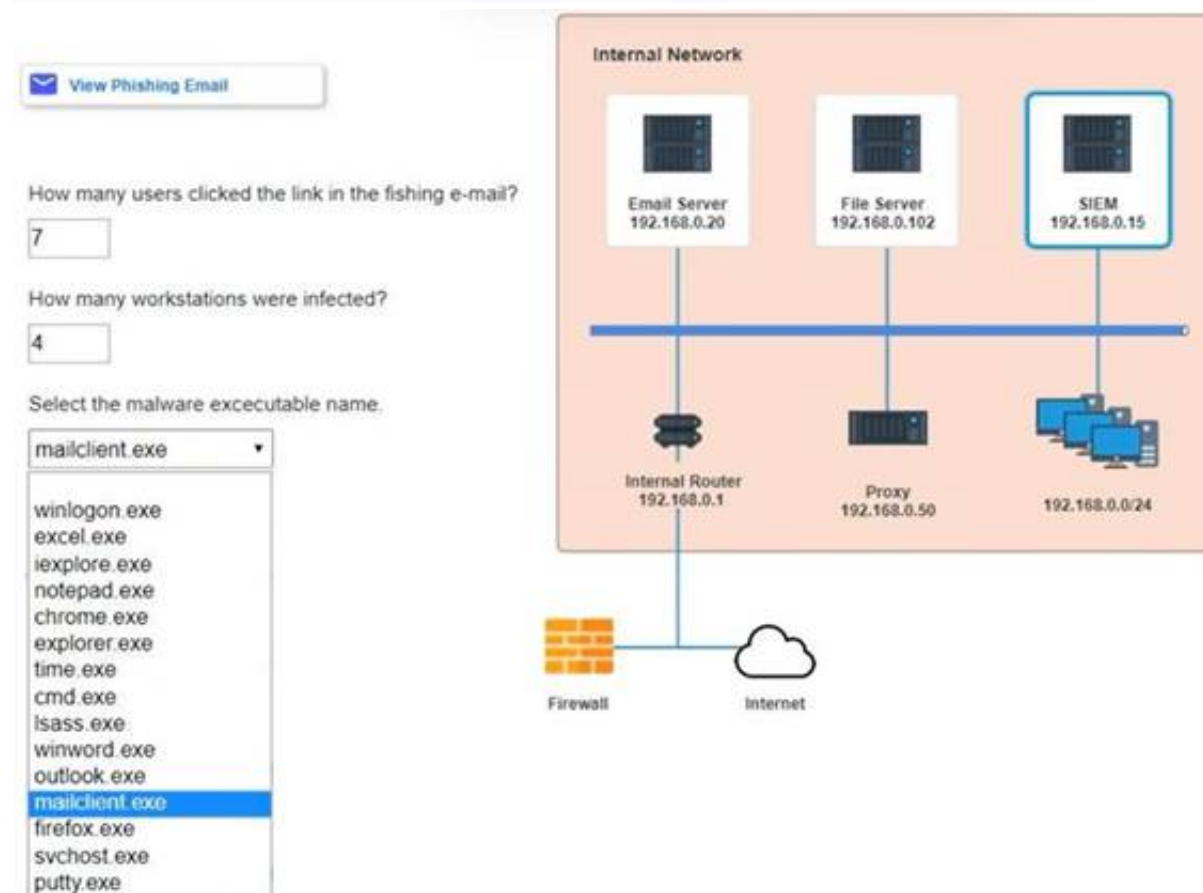 View Phishing Email
How many users clicked the link in the fishing e-mail?
7
How many workstations were infected?
4
Select the malware excecutable name.
mailclient.exe
winlogon.exe
excel.exe
iexplore.exe
notepad.exe
chrome.exe
explorer.exe
time.exe
cmd.exe
lsass.exe
winword.exe
outlook.exe
mailclient.exe
firefox.exe
svchost.exe
putty.exe
Internal Network
Email Server
192.168.0.20
File Server
192.168.0.102
SIEM
192.168.0.15
Internal Router
192.168.0.1
Proxy
192.168.0.50
192.168.0.0/24
Firewall
Internet